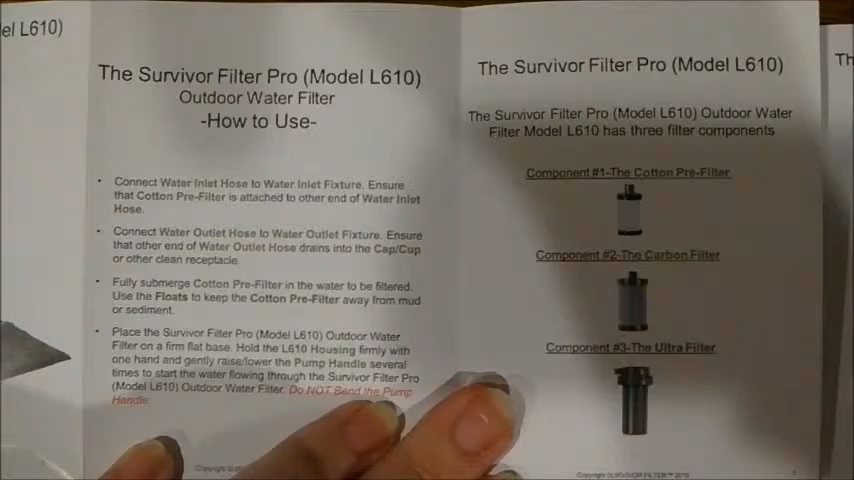 el L610)
The Survivor Filter Pro (Model L610)
Outdoor Water Filter
-How to Use-
• Connect Water Inlet Hose to Water Inlet Fixture. Ensure
that Cotton Pre-Filter is attached to other end of Water Inlet
Hose.
• Connect Water Outlet Hose to Water Outlet Fixture. Ensure
that other end of Water Outlet Hose drains into the Cap/Cup
or other clean receptacle.
• Fully submerge Cotton Pre-Filter in the water to be filtered.
Use the Floats to keep the Cotton Pre-Filter away from mud
or sediment.
• Place the Survivor Filter Pro (Model L610) Outdoor Water
Filter on a firm flat base. Hold the L610 Housing firmly with
one hand and gently raise/lower the Pump Handle several
times to start the water flowing through the Survivor Filter Pro
(Model L610) Outdoor Water Filter. Do NOT Bend the Pump
Handle.
Copyright
The Survivor Filter Pro (Model L610)
The Survivor Filter Pro (Model L610) Outdoor Water
Filter Model L610 has three filter components
Component #1-The Cotton Pre-Filter
Component #2-The Carbon Filter
Component #3-The Ultra Filter
Copyright SURVIVOR FILTER™
Th